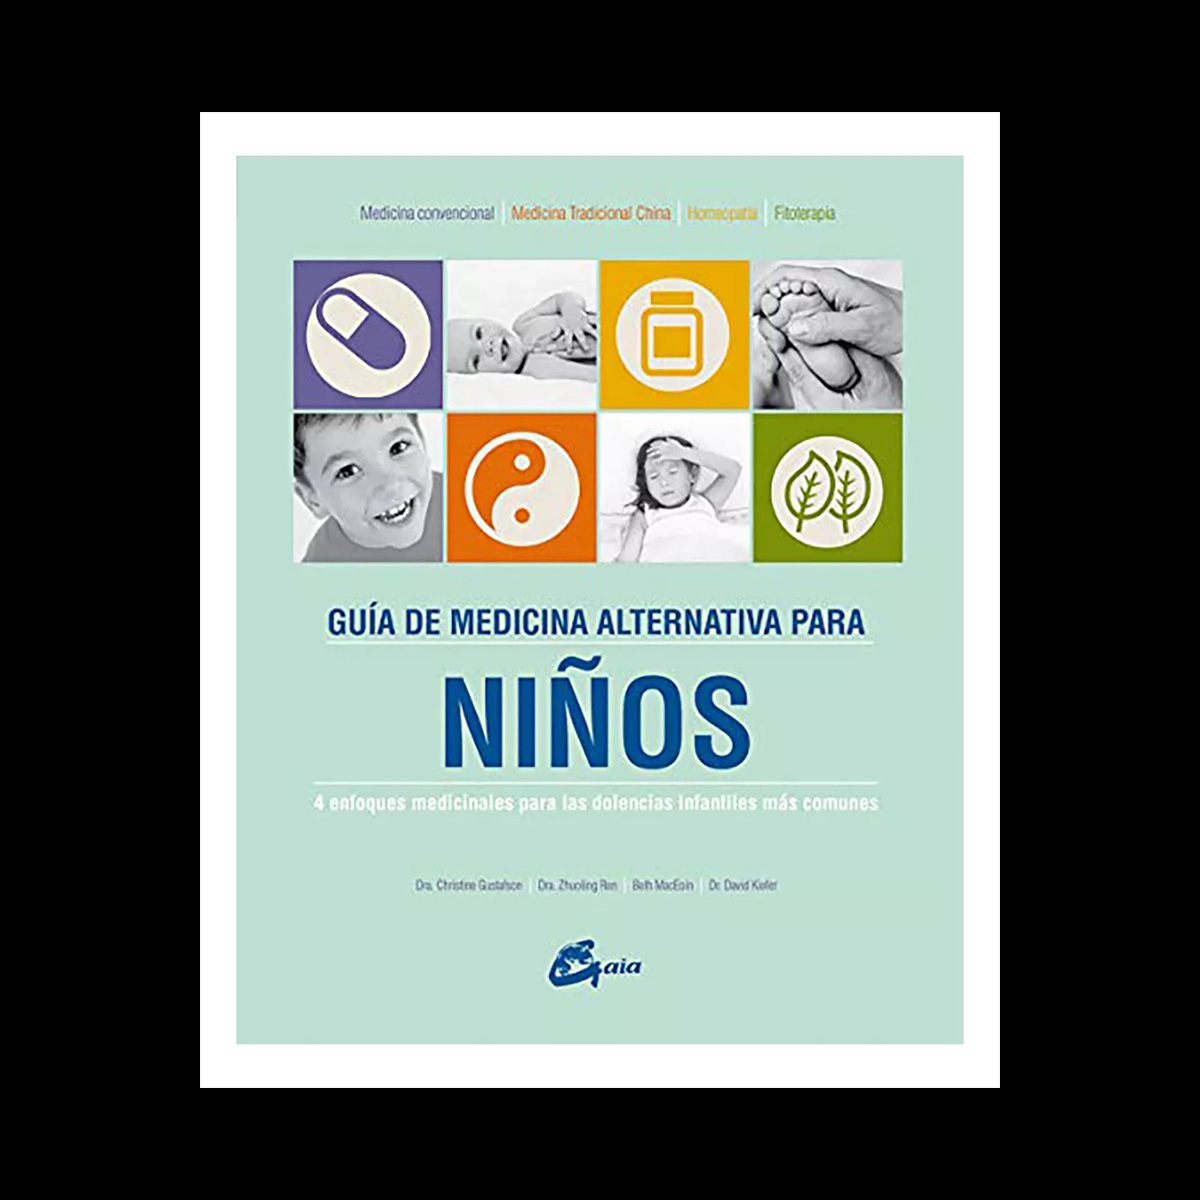 Medicina convencional | Medicina Tradicional China | Homeopatía | Fitoterapia
GUÍA DE MEDICINA ALTERNATIVA PARA
NIÑOS
4 enfoques medicinales para las dolencias infantiles más comunes
Dra. Christine Gustafson | Dra. Zhuoling Ren | Beth MacEoin | Dr. David Kiefer
Gaia